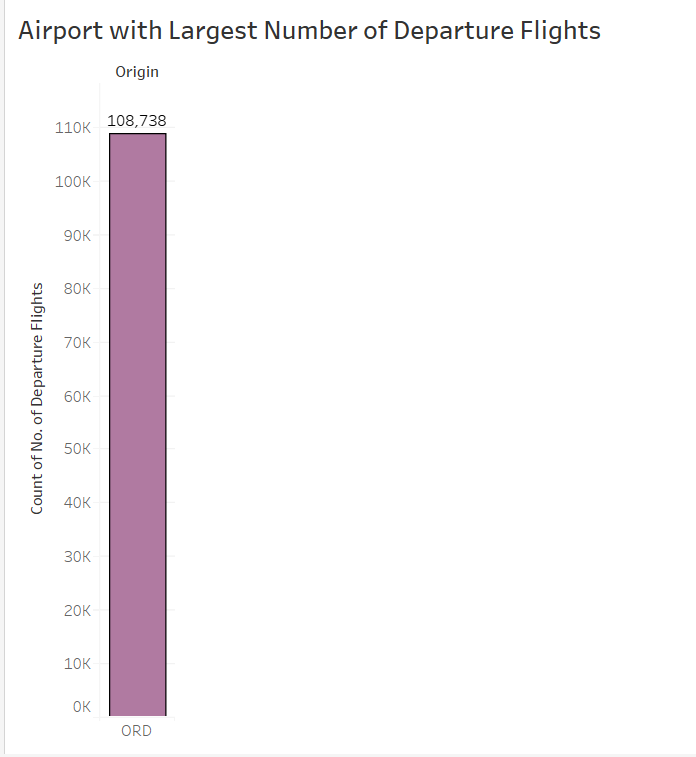 Airport with Largest Number of Departure Flights
Origin
108,738
110K
100K
90K
80K
70K
60K
50K
40K
30K
20K
10K
0K
Count of No. of Departure Flights
ORD